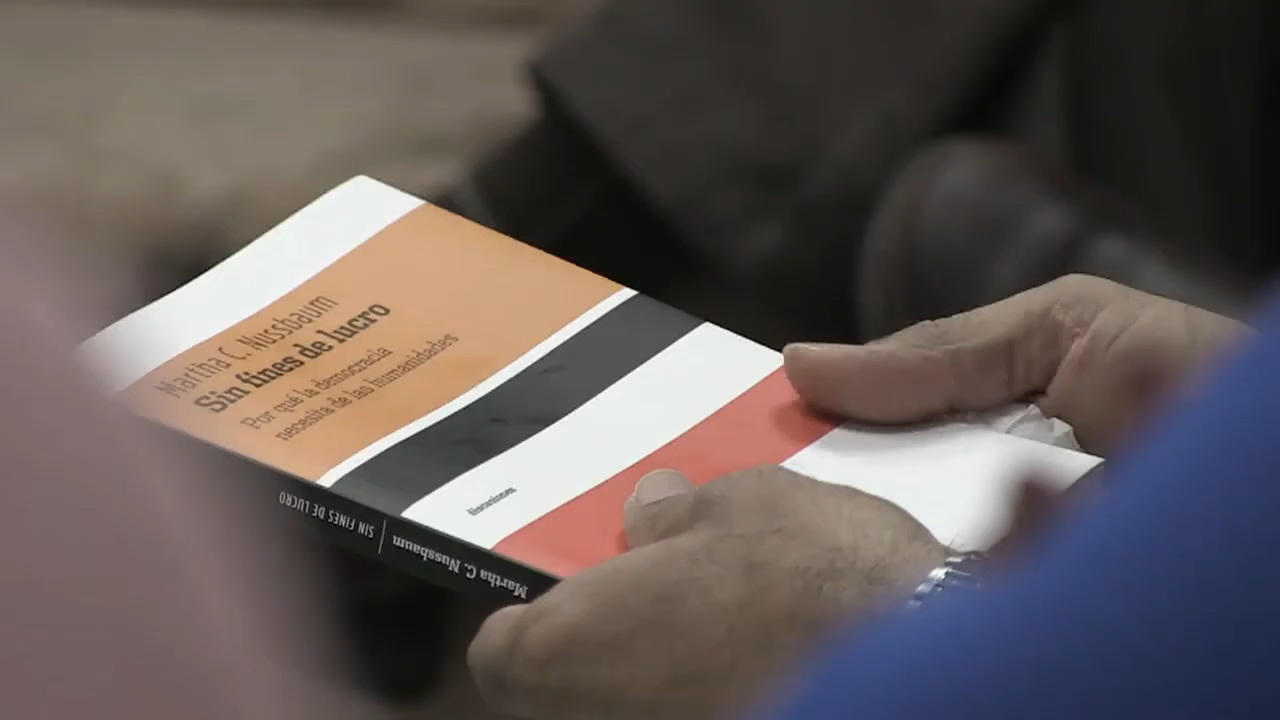 Martha C. Nussbaum
Sin fines de lucro
Por qué la democracia
necesita de las humanidades
discusiones
Martha C. Nussbaum | SIN FINES DE LUCRO